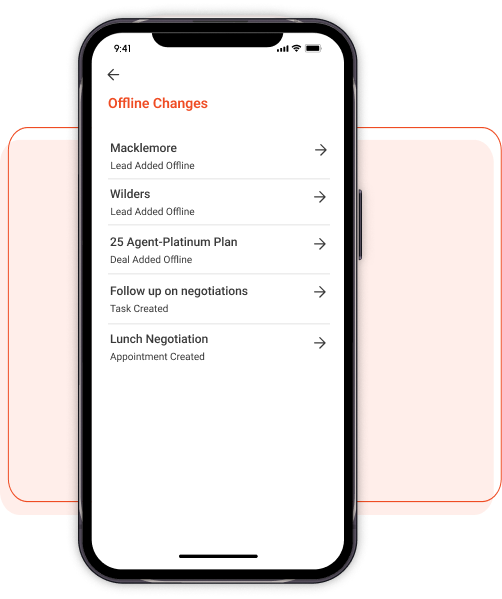 9:41
Offline Changes
Macklemore
Lead Added Offline
Wilders
Lead Added Offline
25 Agent-Platinum Plan
Deal Added Offline
Follow up on negotiations
Task Created
Lunch Negotiation
Appointment Created